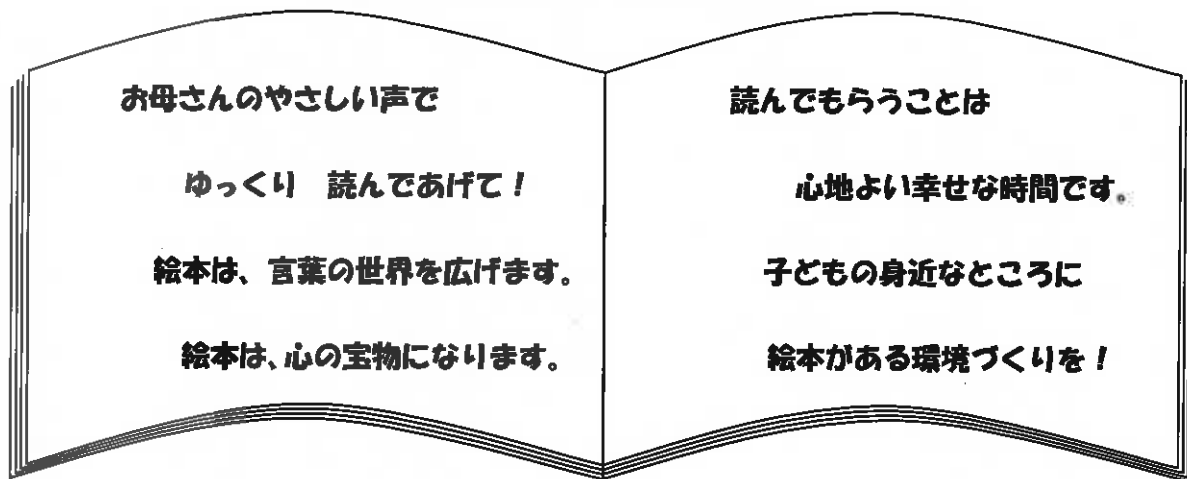 お母さんのやさしい声で
ゆっくり　読んであげて！
絵本は、言葉の世界を広げます。
絵本は、心の宝物になります。
読んでもらうことは
心地よい幸せな時間です。
子どもの身近なところに
絵本がある環境づくりを！